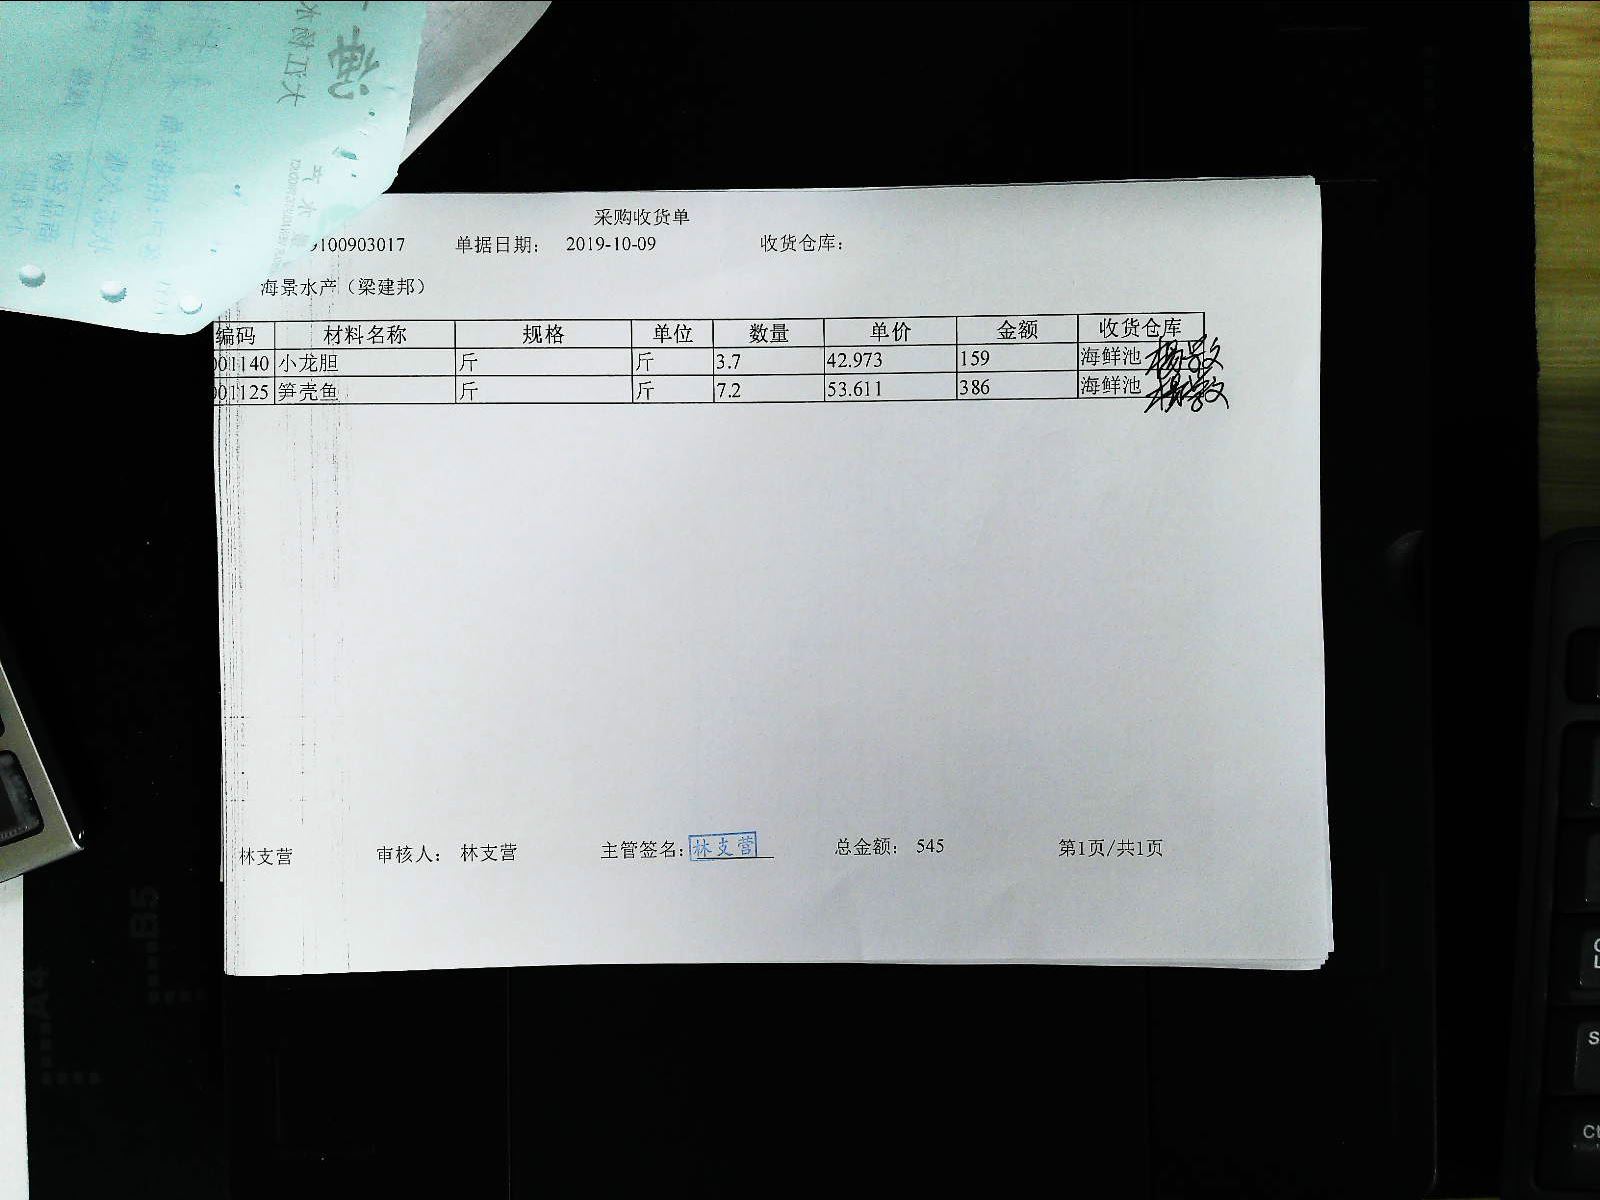 采购收货单
9100903017 单据日期： 2019-10-09 收货仓库：
海景水产（梁建邦）
编码 材料名称 规格 单位 数量 单价 金额 收货仓库
001140 小龙胆 斤 斤 3.7 42.973 159 海鲜池
001125 笋壳鱼 斤 斤 7.2 53.611 386 海鲜池
林支营 审核人： 林支营 主管签名： 林支营 总金额： 545 第1页/共1页
B5
A4